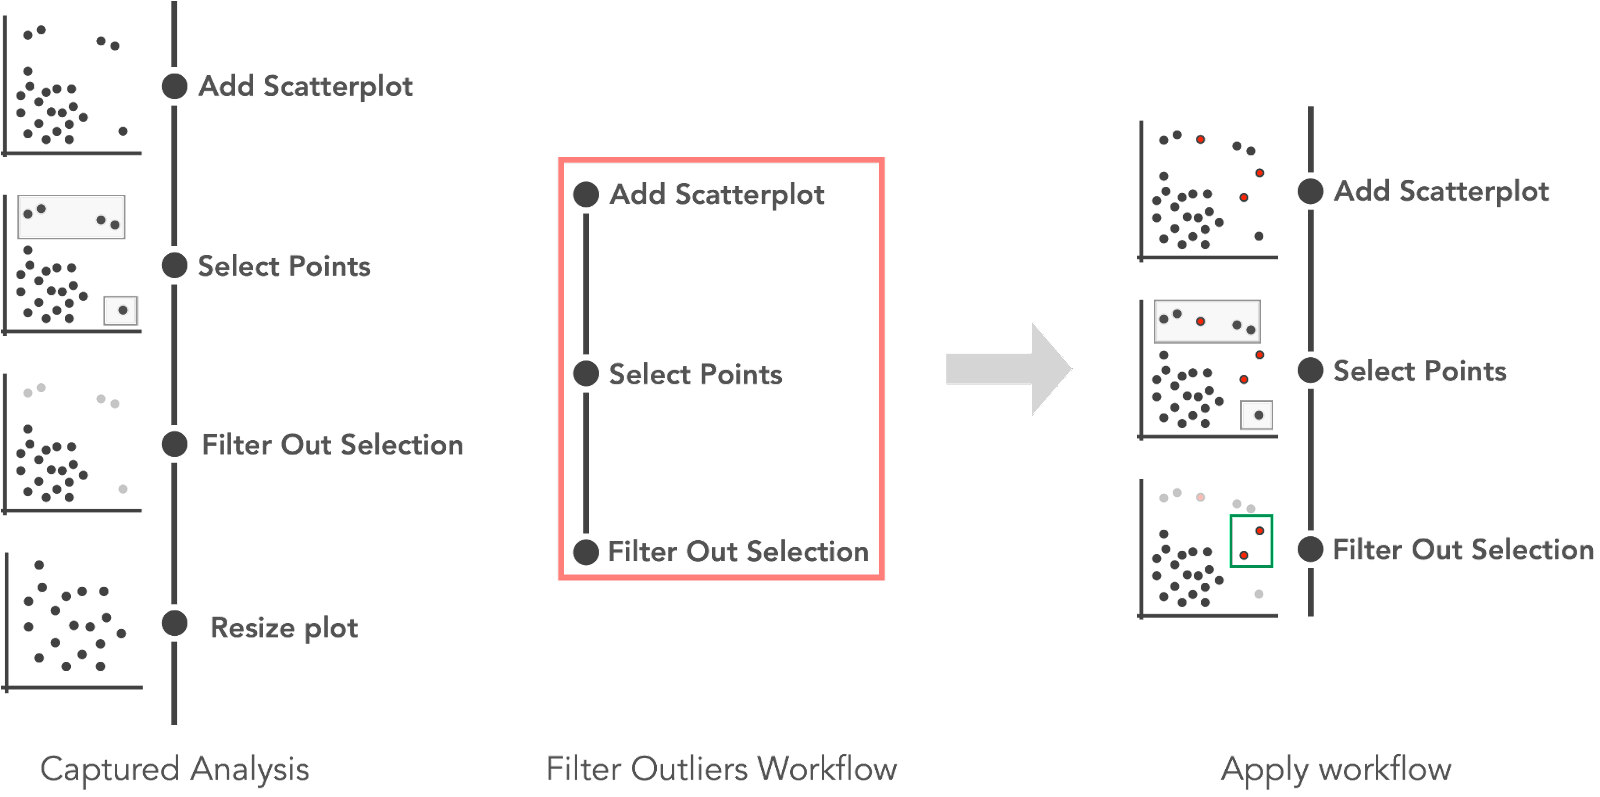 Add Scatterplot
Select Points
Filter Out Selection
Resize plot
Captured Analysis
Add Scatterplot
Select Points
Filter Out Selection
Filter Outliers Workflow
Add Scatterplot
Select Points
Filter Out Selection
Apply workflow